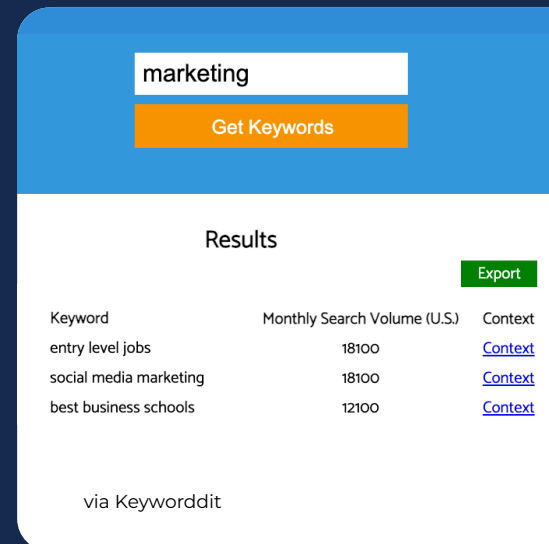 marketing
Get Keywords
Results
Export
Keyword Monthly Search Volume (U.S.) Context
entry level jobs 18100 Context
social media marketing 18100 Context
best business schools 12100 Context
via Keyworddit